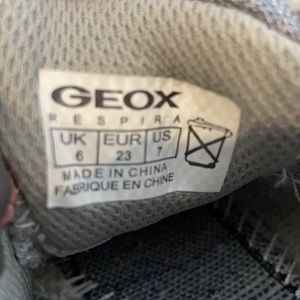 GEOX
RESPIRA
UK EUR US
6 23 7
MADE IN CHINA
FABRIQUE EN CHINE